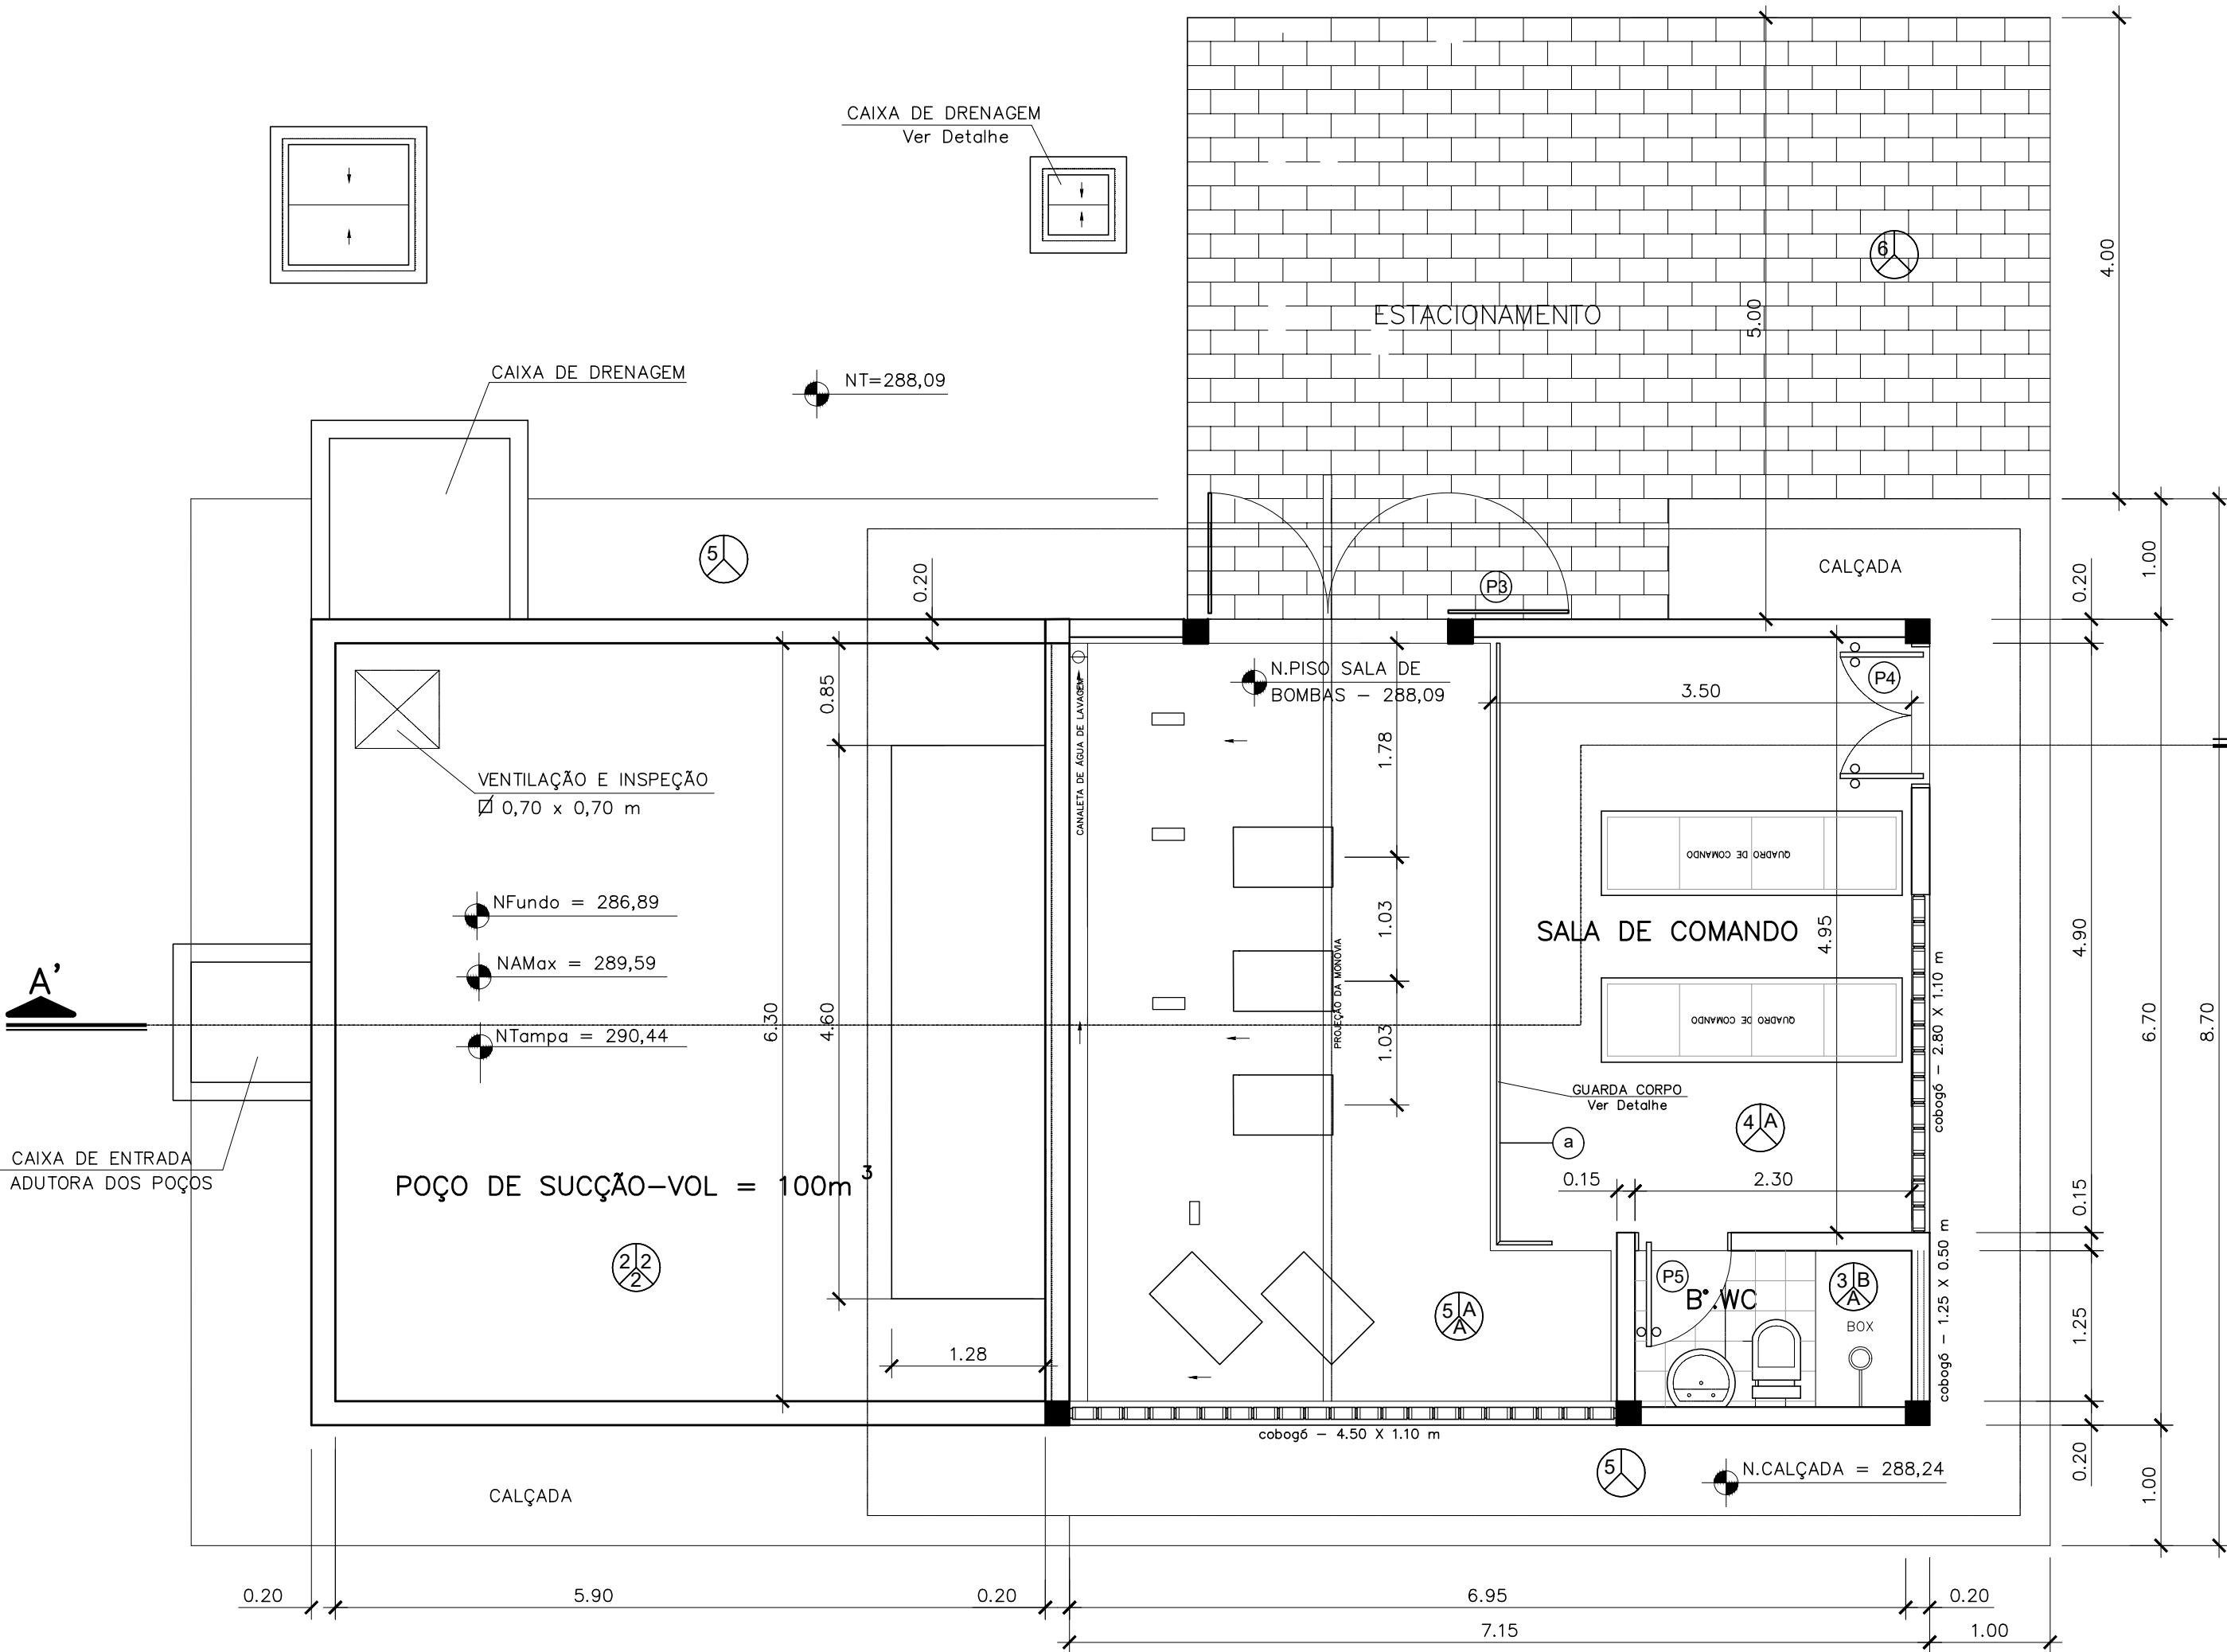 CAIXA DE DRENAGEM
Ver Detalhe
6
4.00
5.00
ESTACIONAMENTO
CAIXA DE DRENAGEM
NT=288,09
5
0.20
P3
CALÇADA
0.20
1.00
N.PISO SALA DE
BOMBAS - 288,09
P4
3.50
0.85
1.78
CANALETA DE ÁGUA DE LAVAGEM
VENTILAÇÃO E INSPEÇÃO
0,70 x 0,70 m
QUADRO DE COMANDO
NFundo = 286,89
1.03
SALA DE COMANDO
4.95
4.90
NAMax = 289,59
A'
PROJEÇÃO DA MONOVIA
cobogó - 2.80 X 1.10 m
NTampa = 290,44
6.30
4.60
1.03
QUADRO DE COMANDO
6.70
8.70
GUARDA CORPO
Ver Detalhe
4 A
a
CAIXA DE ENTRADA
ADUTORA DOS POÇOS
POÇO DE SUCÇÃO-VOL = 100m3
0.15
2.30
0.15
2 2
2
P5
B°.WC
3 B
A
BOX
5 A
A
1.28
1.25
cobogó - 1.25 X 0.50 m
cobogó - 4.50 X 1.10 m
5
N.CALÇADA = 288,24
0.20
1.00
CALÇADA
0.20
5.90
0.20
6.95
0.20
7.15
1.00